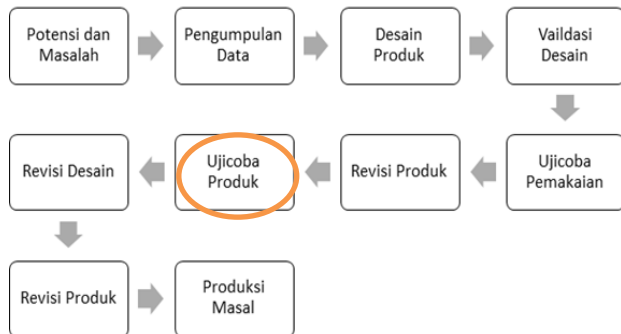 Potensi dan
Masalah
Pengumpulan
Data
Desain
Produk
Vaildasi
Desain
Ujicoba
Pemakaian
Revisi Produk
Ujicoba
Produk
Revisi Desain
Revisi Produk
Produksi
Masal